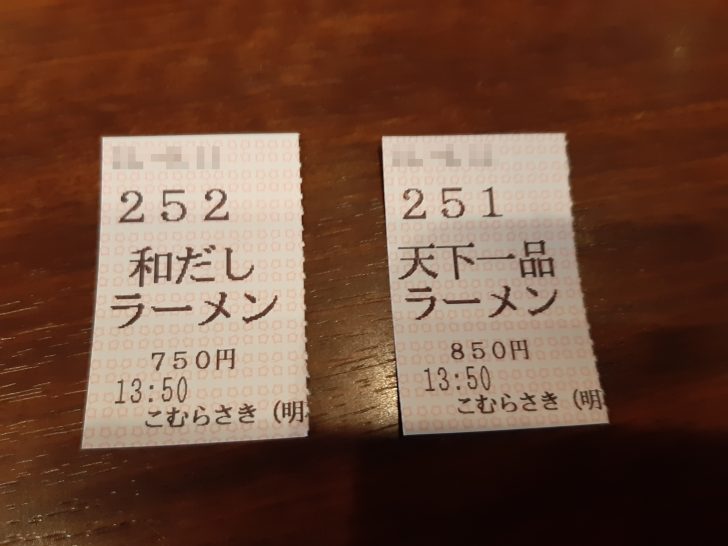 ２５２
和だし
ラーメン
７５０円
13:50
こむらさき（明
２５１
天下一品
ラーメン
８５０円
13:50
こむらさき（明